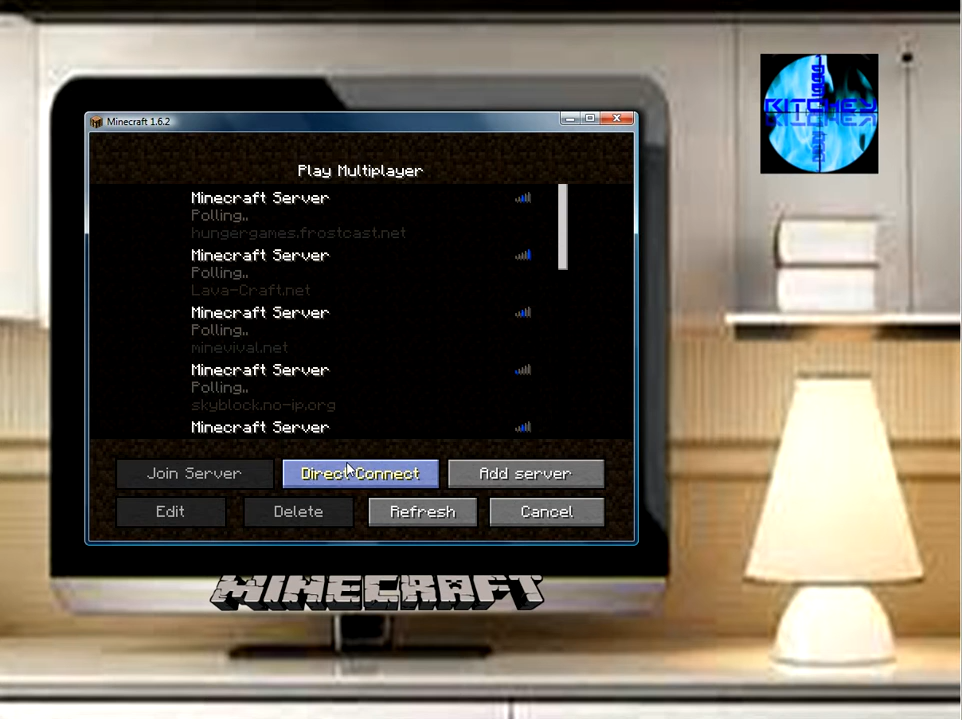 Minecraft 1.6.2
Play Multiplayer
Minecraft Server
Polling..
hungergames.frostcast.net
Minecraft Server
Polling..
Lava-Craft.net
Minecraft Server
Polling..
minevival.net
Minecraft Server
Polling..
skyblock.no-ip.org
Minecraft Server
Join Server
Direct Connect
Add server
Edit
Delete
Refresh
Cancel
MINECRAFT
KITCHEY